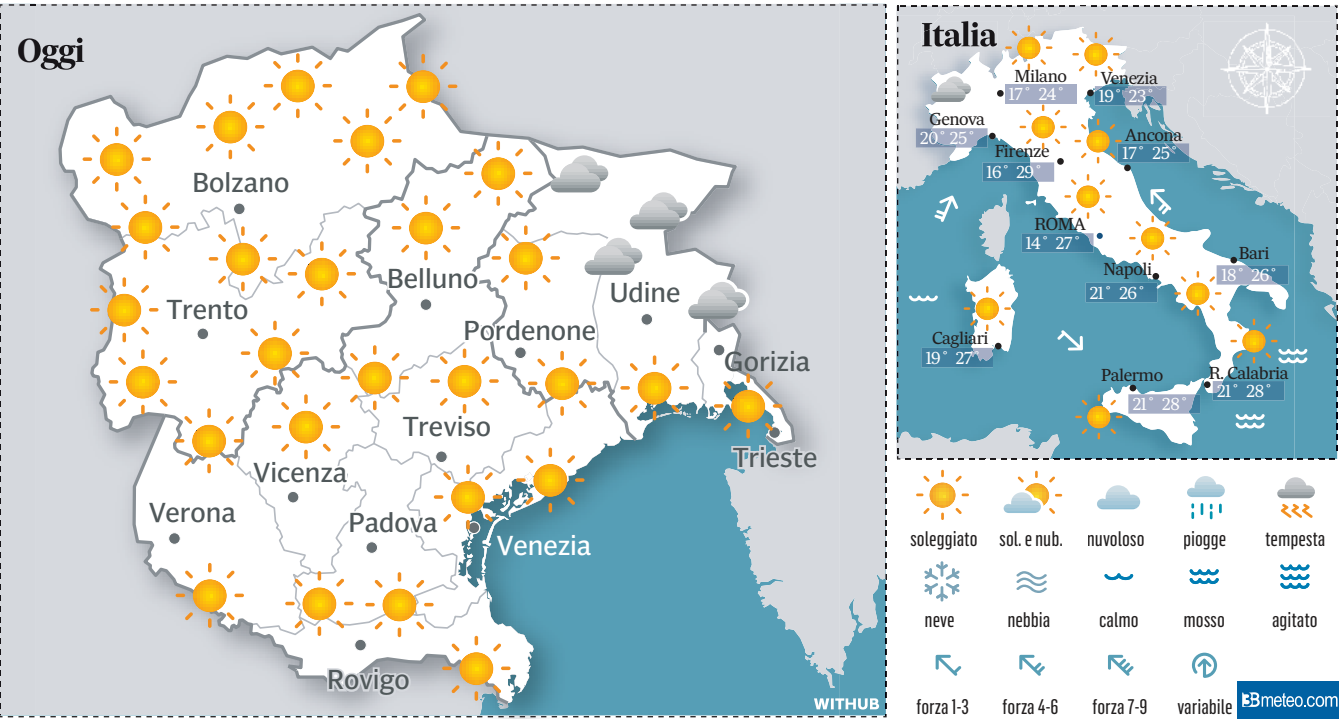 Oggi
Bolzano
Trento
Belluno
Udine
Pordenone
Gorizia
Treviso
Trieste
Vicenza
Verona
Padova
Venezia
Rovigo
WITHUB
Italia
Milano
17° 24°
Venezia
19° 23°
Genova
20° 25°
Ancona
17° 25°
Firenze
16° 29°
ROMA
14° 27°
Bari
18° 26°
Napoli
21° 26°
Cagliari
19° 27°
Palermo
21° 28°
R. Calabria
21° 28°
soleggiato sol. e nub. nuvoloso piogge tempesta
neve nebbia calmo mosso agitato
forza 1-3 forza 4-6 forza 7-9 variabile
3Bmeteo.com